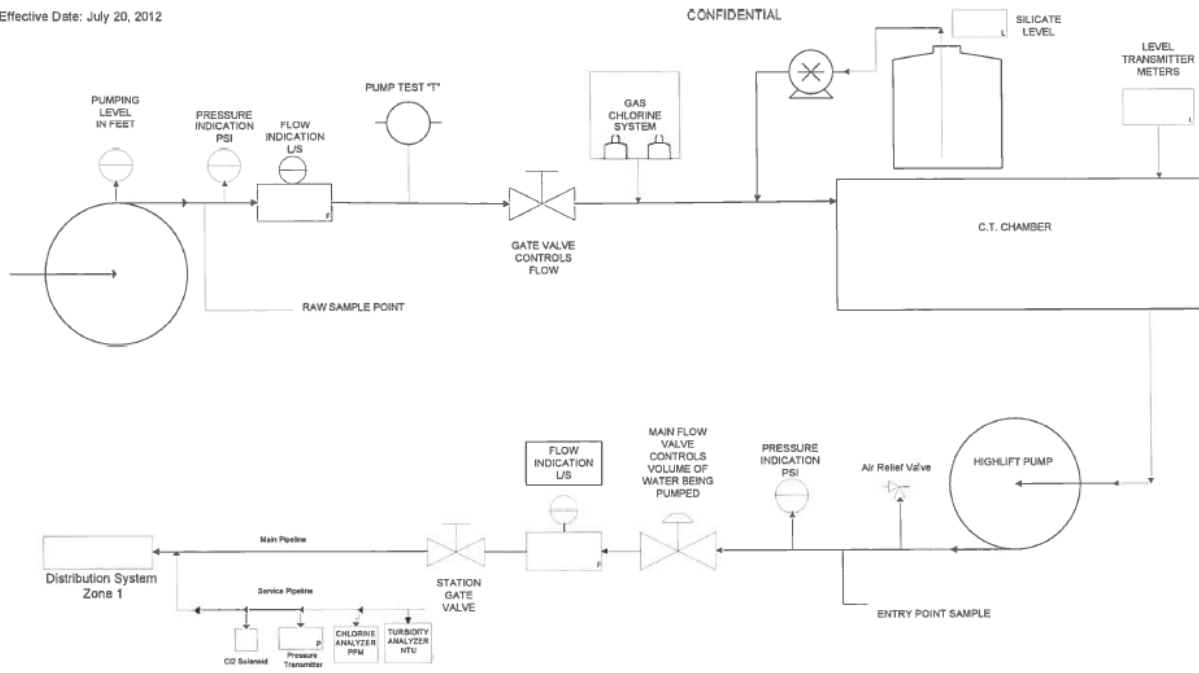 Effective Date: July 20, 2012
CONFIDENTIAL
SILICATE
LEVEL
L
LEVEL
TRANSMITTER
METERS
L
PUMPING
LEVEL
IN FEET
PRESSURE
INDICATION
PSI
FLOW
INDICATION
L/S
F
PUMP TEST "T"
GAS
CHLORINE
SYSTEM
GATE VALVE
CONTROLS
FLOW
C.T. CHAMBER
RAW SAMPLE POINT
FLOW
INDICATION
L/S
F
MAIN FLOW
VALVE
CONTROLS
VOLUME OF
WATER BEING
PUMPED
PRESSURE
INDICATION
PSI
Air Relief Valve
HIGHLIFT PUMP
Main Pipeline
Distribution System
Zone 1
STATION
GATE
VALVE
ENTRY POINT SAMPLE
Service Pipeline
Cl2 Solenoid
P
Pressure
Transmitter
CHLORINE
ANALYZER
PPM
TURBIDITY
ANALYZER
NTU